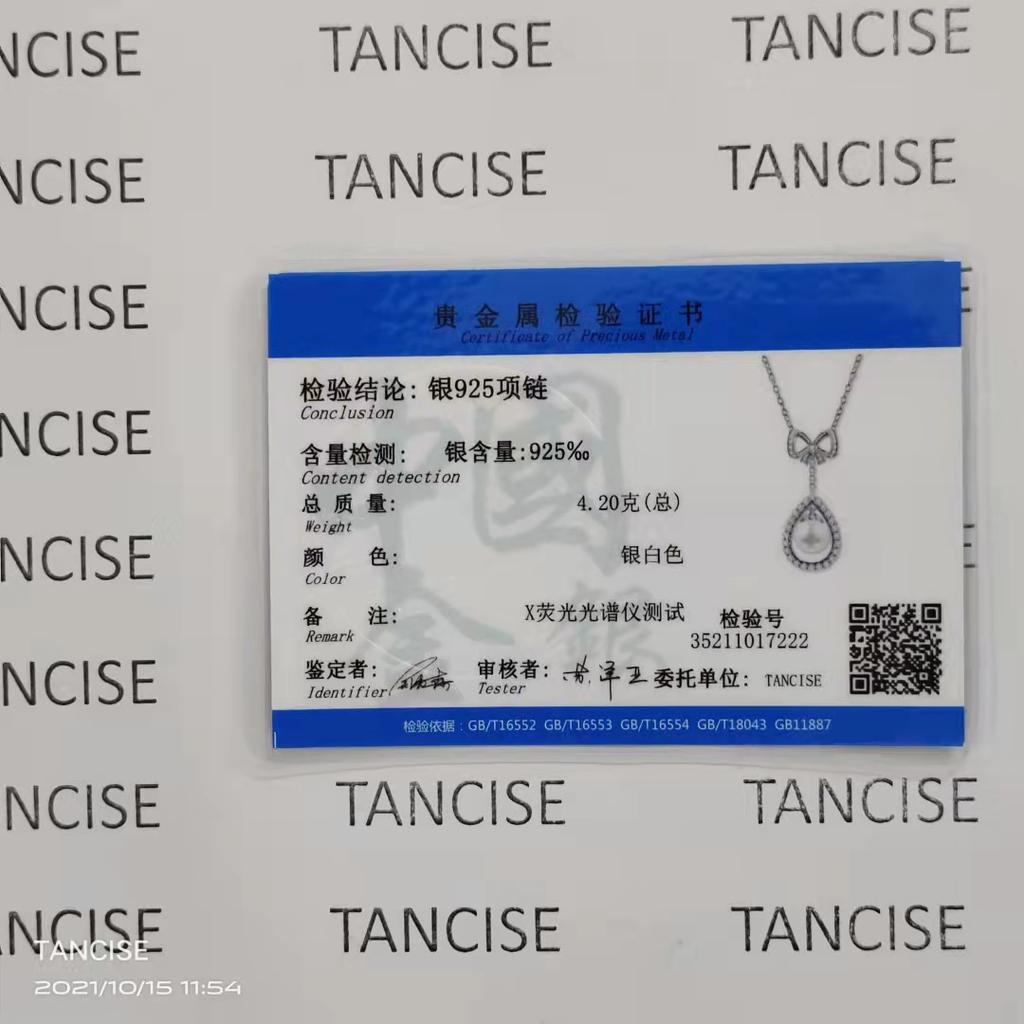 NCISE TANCISE TANCISE
NCISE TANCISE TANCISE
NCISE
贵金属检验证书
Certificate of Precious Metal
检验结论: 银925项链
Conclusion
NCISE
含量检测: 银含量:925‰
Content detection
总 质 量: 4.20克(总)
Weight
NCISE
颜 色: 银白色
Color
备 注: X荧光光谱仪测试
Remark
检验号
35211017222
NCISE
鉴定者: 审核者: 委托单位: TANCISE
Identifier Tester
检验依据：GB/T16552 GB/T16553 GB/T16554 GB/T18043 GB11887
NCISE TANCISE TANCISE
NCISE TANCISE TANCISE
TANCISE
2021/10/15 11:54